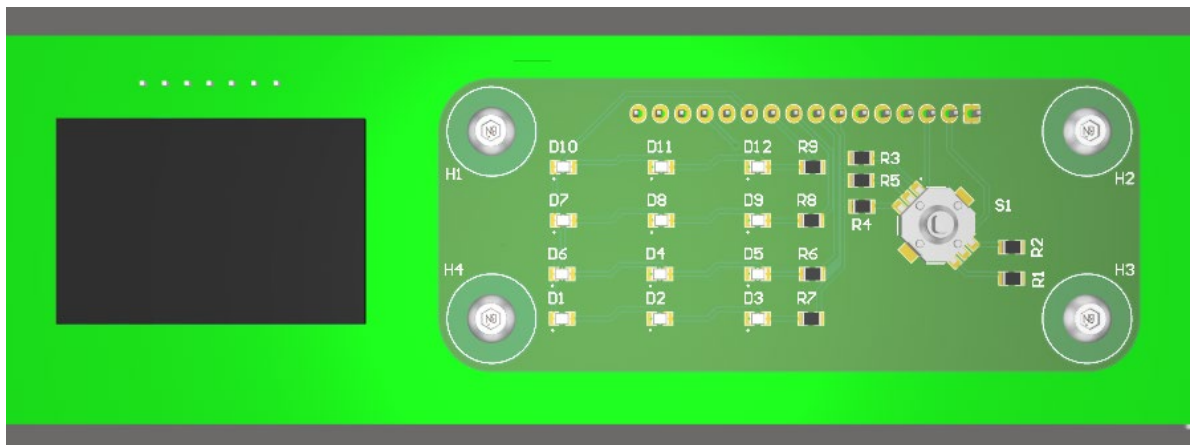 D10 D11 D12 R9
R3
H1 R5 H2
D7 D8 D9 R8 R4 S1
D6 D4 D5 R6 R2
H4 H3
D1 D2 D3 R7 R1